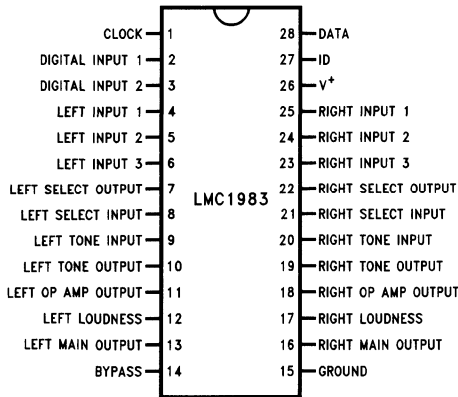 CLOCK 1 28 DATA
DIGITAL INPUT 1 2 27 ID
DIGITAL INPUT 2 3 26 V+
LEFT INPUT 1 4 25 RIGHT INPUT 1
LEFT INPUT 2 5 24 RIGHT INPUT 2
LEFT INPUT 3 6 23 RIGHT INPUT 3
LEFT SELECT OUTPUT 7 22 RIGHT SELECT OUTPUT
LMC1983
LEFT SELECT INPUT 8 21 RIGHT SELECT INPUT
LEFT TONE INPUT 9 20 RIGHT TONE INPUT
LEFT TONE OUTPUT 10 19 RIGHT TONE OUTPUT
LEFT OP AMP OUTPUT 11 18 RIGHT OP AMP OUTPUT
LEFT LOUDNESS 12 17 RIGHT LOUDNESS
LEFT MAIN OUTPUT 13 16 RIGHT MAIN OUTPUT
BYPASS 14 15 GROUND